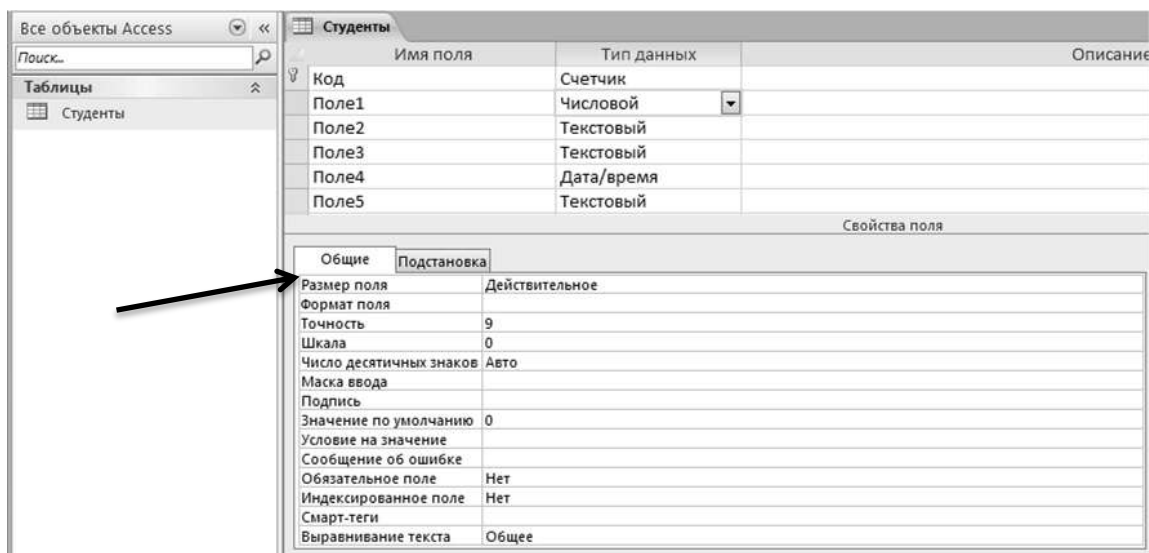 Все объекты Access
Поиск...
Таблицы
Студенты
Студенты
Имя поля Тип данных Описание
Код Счетчик
Поле1 Числовой
Поле2 Текстовый
Поле3 Текстовый
Поле4 Дата/время
Поле5 Текстовый
Свойства поля
Общие Подстановка
Размер поля Действительное
Формат поля
Точность 9
Шкала 0
Число десятичных знаков Авто
Маска ввода
Подпись
Значение по умолчанию 0
Условие на значение
Сообщение об ошибке
Обязательное поле Нет
Индексированное поле Нет
Смарт-теги
Выравнивание текста Общее